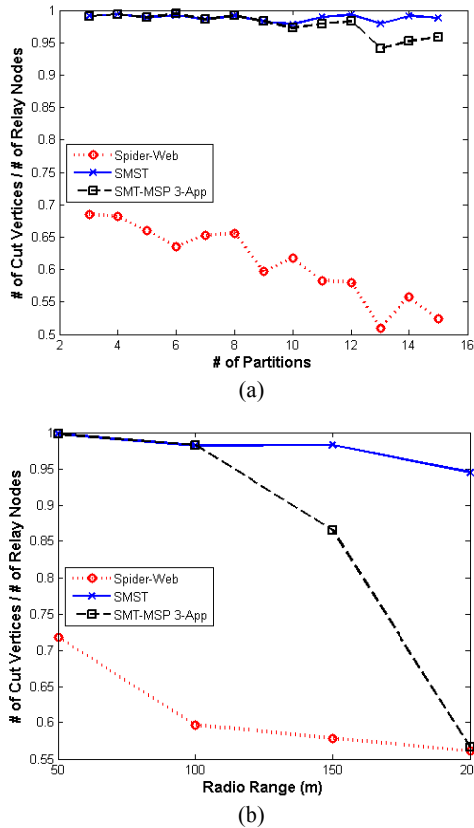 1
0.95
0.9
0.85
0.8
0.75
0.7
0.65
0.6
0.55
0.5
# of Cut Vertices / # of Relay Nodes
Spider-Web
SMST
SMT-MSP 3-App
2 4 6 8 10 12 14 16
# of Partitions
(a)
1
0.95
0.9
0.85
0.8
0.75
0.7
0.65
0.6
0.55
# of Cut Vertices / # of Relay Nodes
Spider-Web
SMST
SMT-MSP 3-App
50 100 150 20
Radio Range (m)
(b)